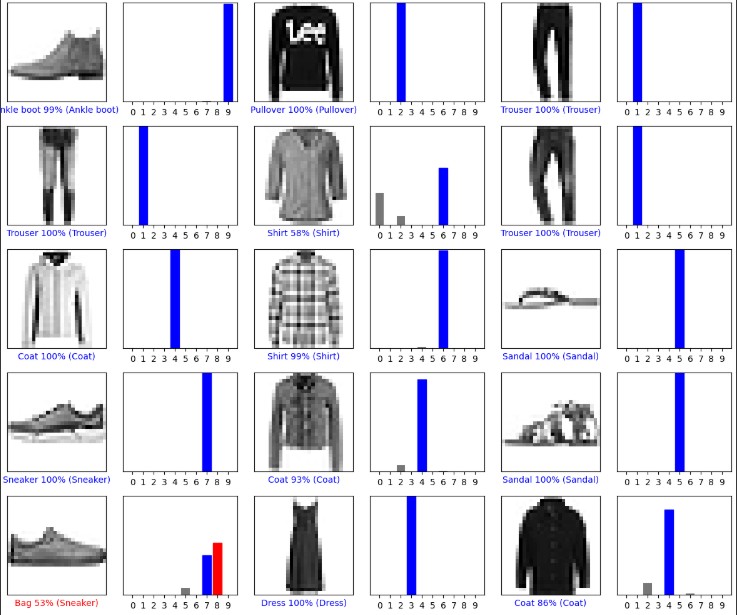 Lee
0 1 2 3 4 5 6 7 8 9
0 1 2 3 4 5 6 7 8 9
0 1 2 3 4 5 6 7 8 9
nkle boot 99% (Ankle boot)
Pullover 100% (Pullover)
Trouser 100% (Trouser)
0 1 2 3 4 5 6 7 8 9
0 1 2 3 4 5 6 7 8 9
0 1 2 3 4 5 6 7 8 9
Trouser 100% (Trouser)
Shirt 58% (Shirt)
Trouser 100% (Trouser)
0 1 2 3 4 5 6 7 8 9
0 1 2 3 4 5 6 7 8 9
0 1 2 3 4 5 6 7 8 9
Coat 100% (Coat)
Shirt 99% (Shirt)
Sandal 100% (Sandal)
0 1 2 3 4 5 6 7 8 9
0 1 2 3 4 5 6 7 8 9
0 1 2 3 4 5 6 7 8 9
Sneaker 100% (Sneaker)
Coat 93% (Coat)
Sandal 100% (Sandal)
0 1 2 3 4 5 6 7 8 9
0 1 2 3 4 5 6 7 8 9
0 1 2 3 4 5 6 7 8 9
Bag 53% (Sneaker)
Dress 100% (Dress)
Coat 86% (Coat)